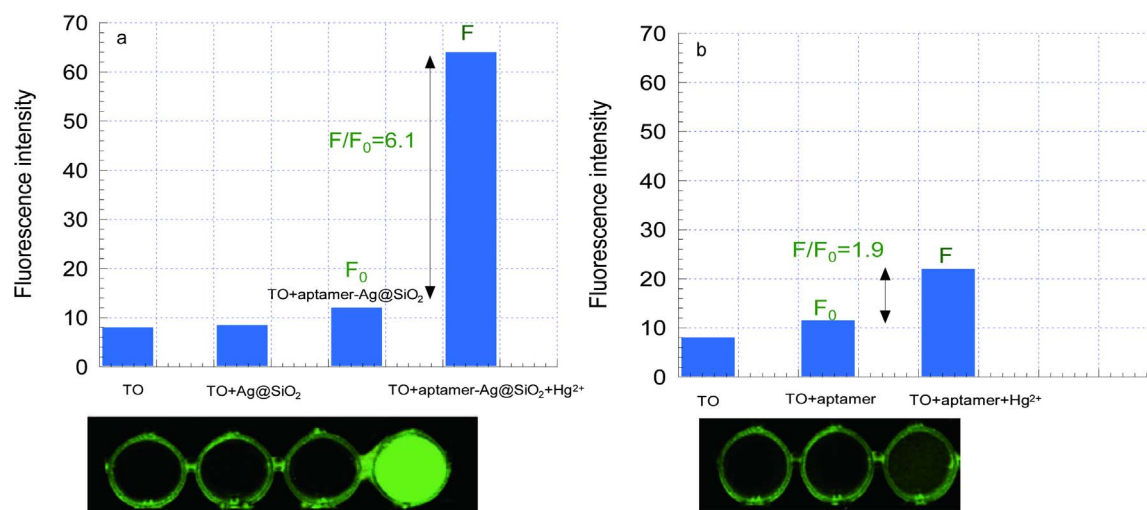 a
Fluorescence intensity
70
60
50
40
30
20
10
0
F
F/F₀=6.1
F₀
TO+aptamer-Ag@SiO₂
TO
TO+Ag@SiO₂
TO+aptamer-Ag@SiO₂+Hg²⁺
b
Fluorescence intensity
70
60
50
40
30
20
10
0
F/F₀=1.9
F
F₀
TO
TO+aptamer
TO+aptamer+Hg²⁺